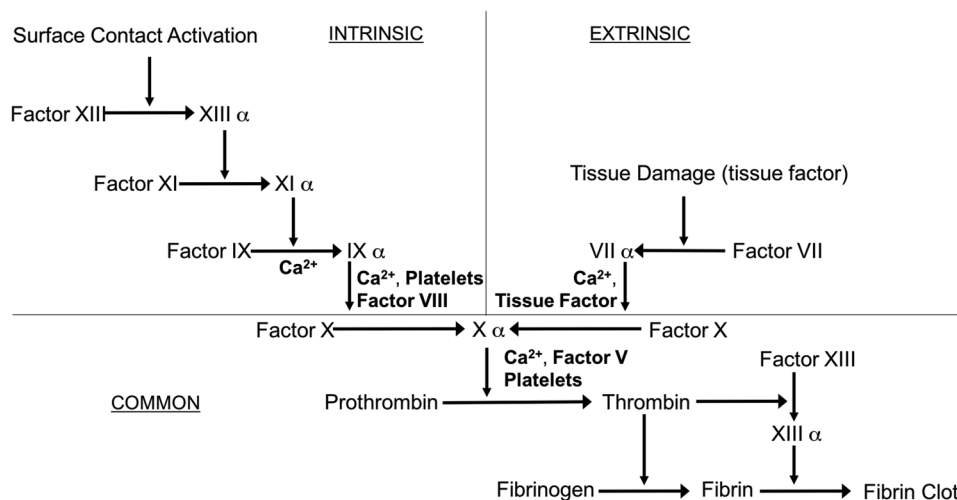 INTRINSIC
EXTRINSIC
Surface Contact Activation
Factor XIII
XIII α
Factor XI
XI α
Tissue Damage (tissue factor)
Factor IX
IX α
Ca²⁺
VII α
Factor VII
Ca²⁺, Platelets
Factor VIII
Ca²⁺,
Tissue Factor
Factor X
X α
Factor X
Ca²⁺, Factor V
Platelets
Factor XIII
COMMON
Prothrombin
Thrombin
XIII α
Fibrinogen
Fibrin
Fibrin Clot